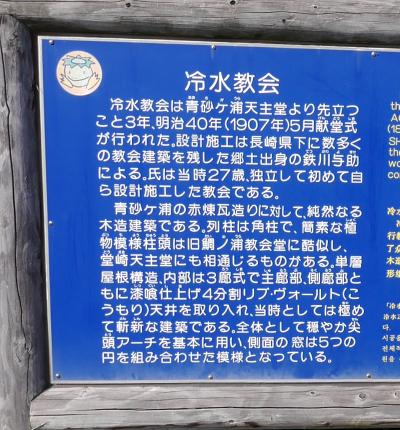 冷水教会
冷水教会は青砂ケ浦天主堂より先立つ
こと3年、明治40年(1907年)5月献堂式
が行われた。設計施工は長崎県下に数多く
の教会建築を残した郷土出身の鉄川与助
による。氏は当時27歳、独立して初めて自
ら設計施工した教会である。
青砂ケ浦の赤煉瓦造りに対して、純然なる
木造建築である。列柱は角柱で、簡素な植
物模様柱頭は旧鯛ノ浦教会堂に酷似し、
堂崎天主堂にも相通じるものがある。単層
屋根構造、内部は3廊式で主廊部、側廊部と
もに漆喰仕上げ4分割リブ・ヴォールト(こ
うもり)天井を取り入れ、当時としては極め
て斬新な建築である。全体として穏やか尖
頭アーチを基本に用い、側面の窓は5つの
円を組み合わせた模様となっている。